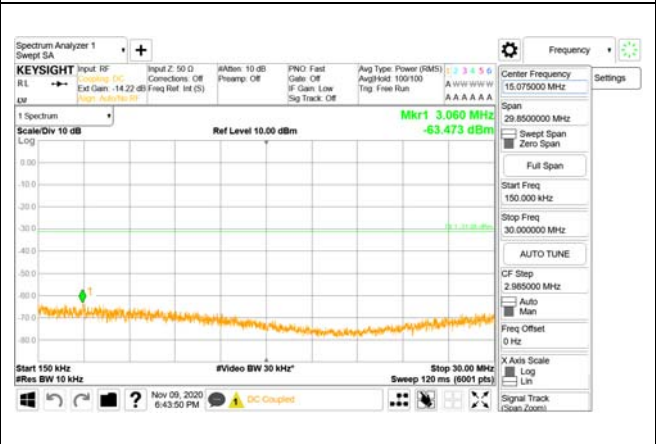 Spectrum Analyzer 1
Swept SA
Frequency
KEYSIGHT
RL
Input: RF
Coupling: DC
Ext Gain: -14.22 dB
Align: Auto/No RF
Input Z: 50 Ω
Corrections: Off
Freq Ref: Int (S)
#Atten: 10 dB
Preamp: Off
PNO: Fast
Gate: Off
IF Gain: Low
Sig Track: Off
Avg Type: Power (RMS)
Avg|Hold: 100/100
Trig: Free Run
1 2 3 4 5 6
A W W W W W
A A A A A A
Center Frequency
15.075000 MHz
Settings
1 Spectrum
Scale/Div 10 dB
Log
Ref Level 10.00 dBm
Mkr1 3.060 MHz
-63.473 dBm
0.00
-10.0
-20.0
-30.0
-40.0
-50.0
-60.0
-70.0
-80.0
1
Start 150 kHz
#Res BW 10 kHz
#Video BW 30 kHz*
Stop 30.00 MHz
Sweep 120 ms (6001 pts)
Span
29.8500000 MHz
Swept Span
Zero Span
Full Span
Start Freq
150.000 kHz
Stop Freq
30.000000 MHz
AUTO TUNE
CF Step
2.985000 MHz
Auto
Man
Freq Offset
0 Hz
X Axis Scale
Log
Lin
Signal Track
(Span Zoom)
Nov 09, 2020
6:43:50 PM
1
DC Coupled